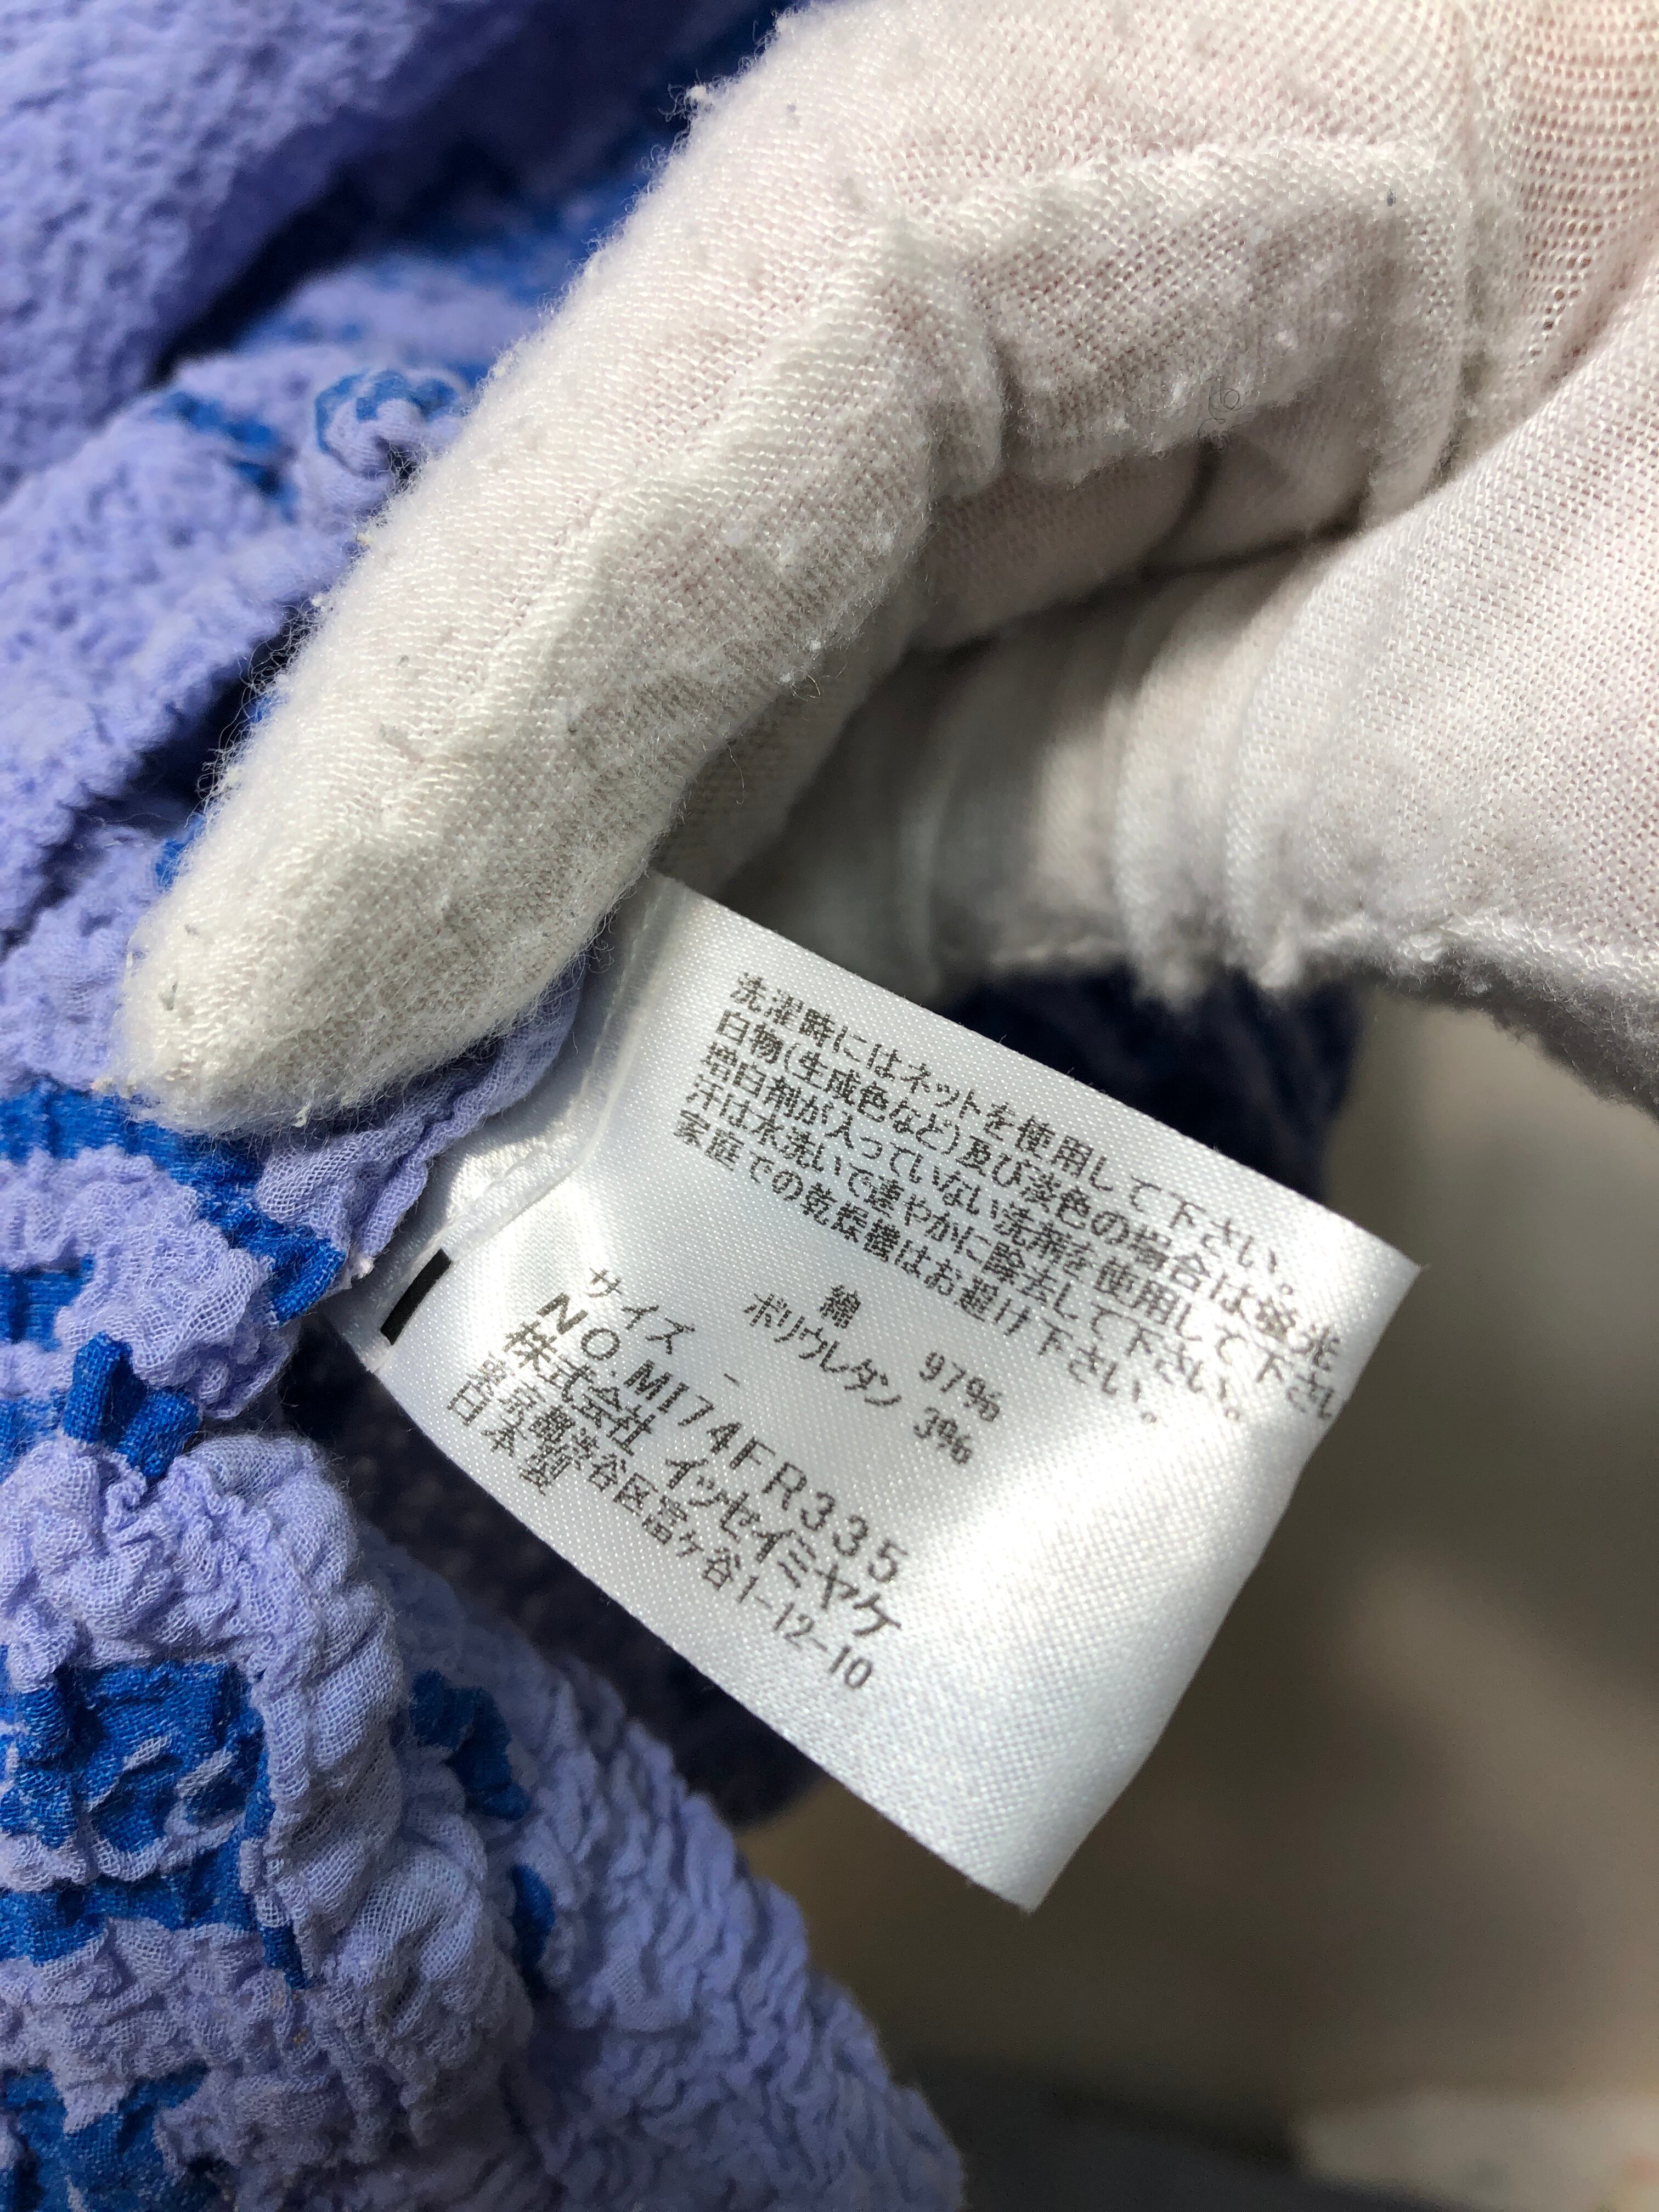 洗濯時にはネットを使用して下さい。
白物(生成色など)及び淡色の場合は蛍光
増白剤が入っていない洗剤を使用して下さい
汗は水洗いで速やかに除去して下さい。
家庭での乾燥機はお避け下さい。
綿 97%
ポリウレタン 3%
サイズ -
NO.MI74FR335
株式会社 イッセイミヤケ
東京都渋谷区富ヶ谷1-12-10
日本製